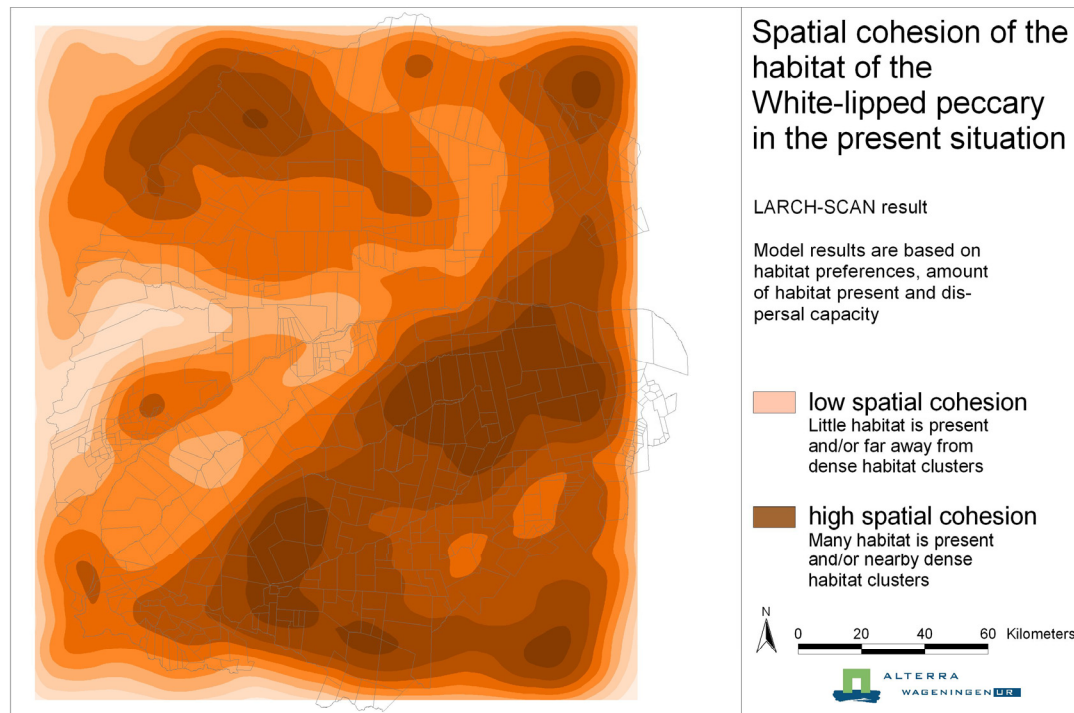 Spatial cohesion of the
habitat of the
White-lipped peccary
in the present situation
LARCH-SCAN result
Model results are based on
habitat preferences, amount
of habitat present and dis-
persal capacity
low spatial cohesion
Little habitat is present
and/or far away from
dense habitat clusters
high spatial cohesion
Many habitat is present
and/or nearby dense
habitat clusters
N
0 20 40 60 Kilometers
ALTERRA
WAGENINGEN UR